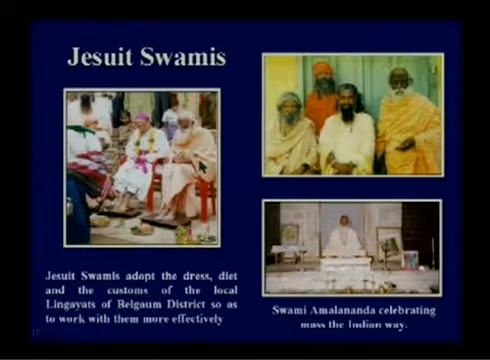 Jesuit Swamis
Jesuit Swamis adopt the dress, diet
and the customs of the local
Lingayats of Belgaum District so as
to work with them more effectively
Swami Amalananda celebrating
mass the Indian way.